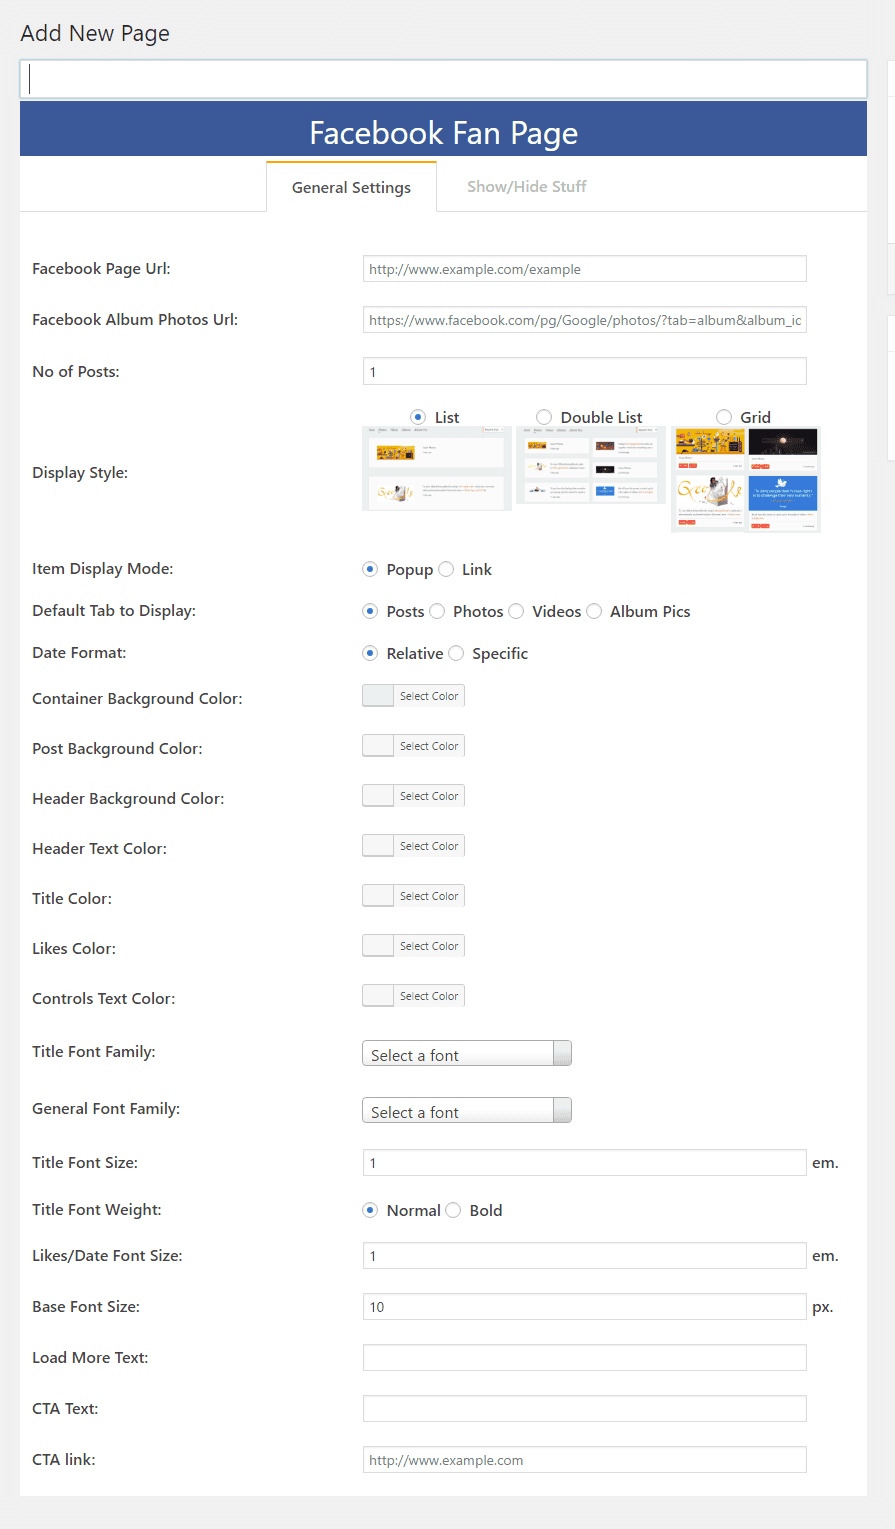 Add New Page
Facebook Fan Page
General Settings
Show/Hide Stuff
Facebook Page Url:
http://www.example.com/example
Facebook Album Photos Url:
https://www.facebook.com/pg/Google/photos/?tab=album&album_ic
No of Posts:
1
Display Style:
List
Double List
Grid
Item Display Mode:
Popup Link
Default Tab to Display:
Posts Photos Videos Album Pics
Date Format:
Relative Specific
Container Background Color:
Select Color
Post Background Color:
Select Color
Header Background Color:
Select Color
Header Text Color:
Select Color
Title Color:
Select Color
Likes Color:
Select Color
Controls Text Color:
Select Color
Title Font Family:
Select a font
General Font Family:
Select a font
Title Font Size:
1 em.
Title Font Weight:
Normal Bold
Likes/Date Font Size:
1 em.
Base Font Size:
10 px.
Load More Text:
CTA Text:
CTA link:
http://www.example.com